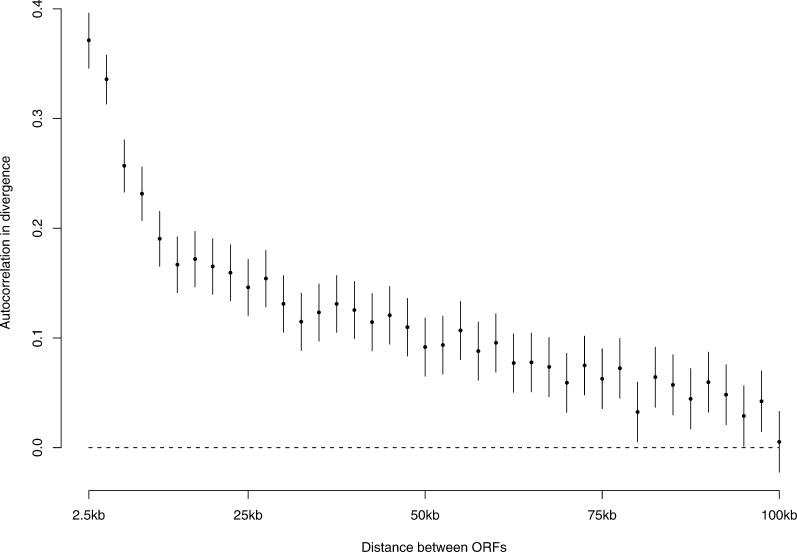 Autocorrelation in divergence
0.4
0.3
0.2
0.1
0.0
2.5kb 25kb 50kb 75kb 100kb
Distance between ORFs